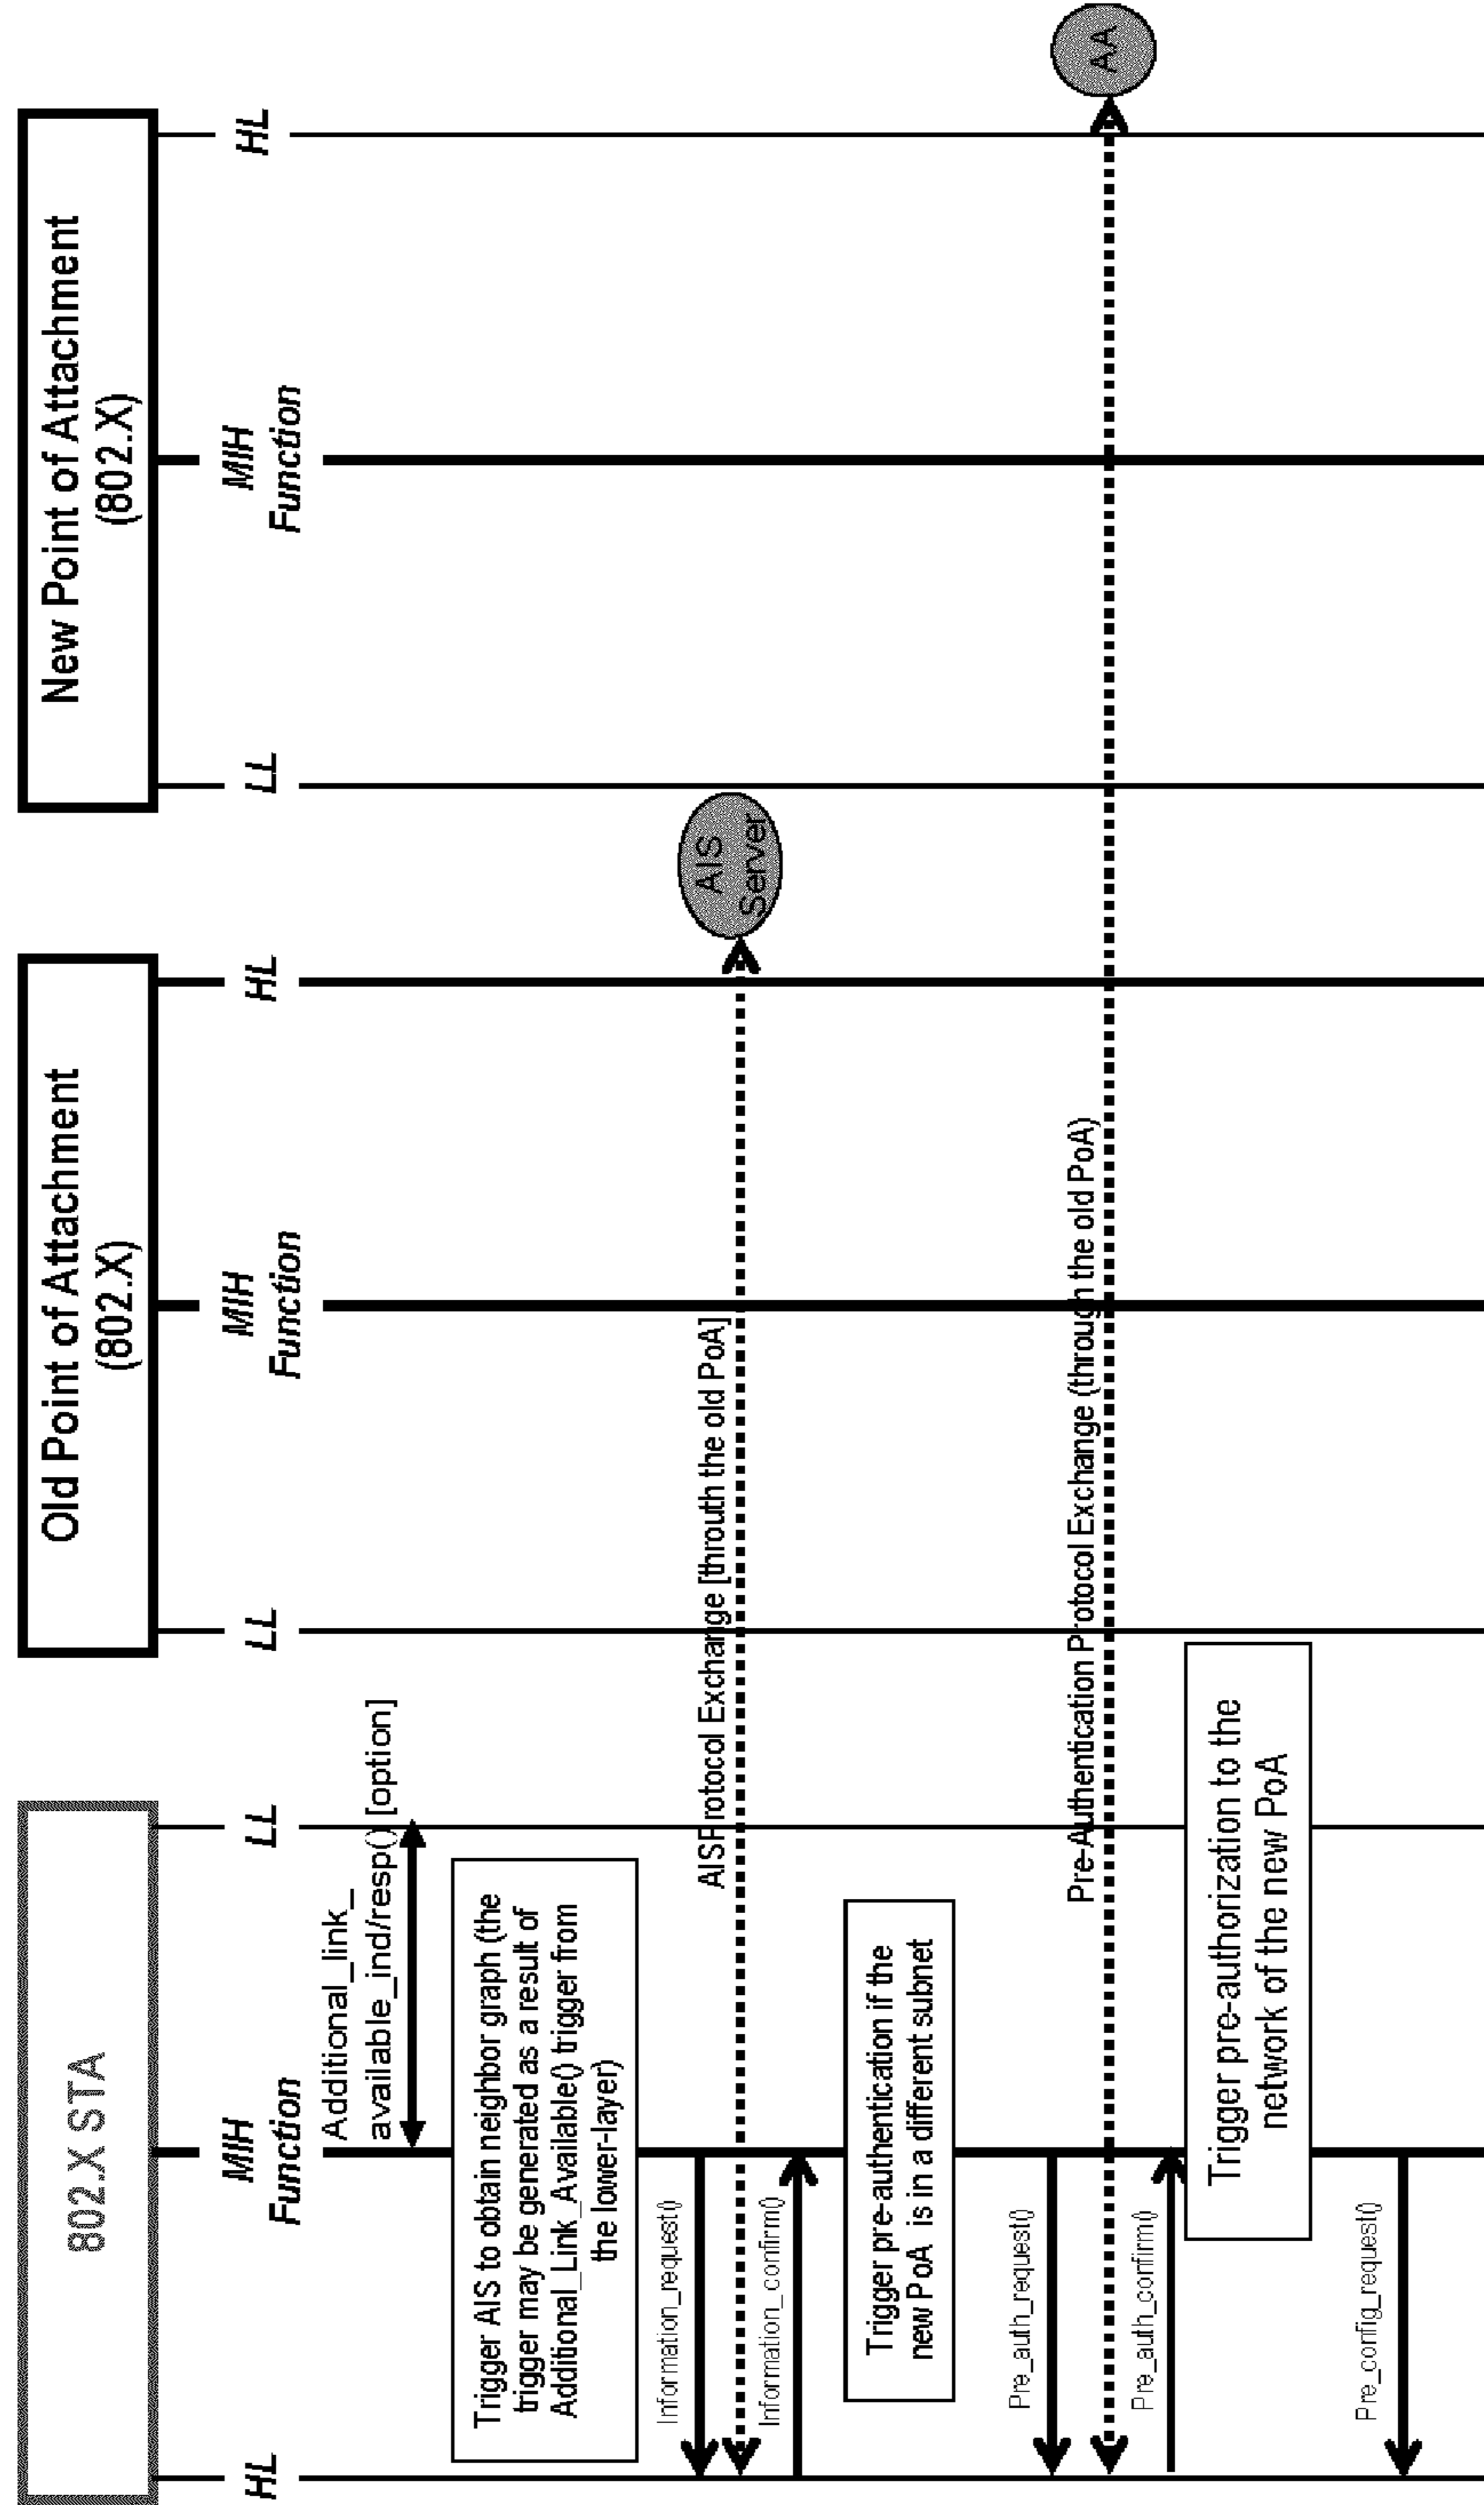 802.X STA
Old Point of Attachment
(802.X)
New Point of Attachment
(802.X)
HL
MIH
Function
LL
LL
MIH
Function
HL
LL
MIH
Function
HL
Additional_link_
available_ind/resp() [option]
Trigger AIS to obtain neighbor graph (the
trigger may be generated as a result of
Additional_Link_Available() trigger from
the lower-layer)
Information_request()
AISProtocol Exchange [throuth the old PoA]
AIS
Server
Information_confirm()
Trigger pre-authentication if the
new PoA is in a different subnet
Pre_auth_request()
Pre-Authentication Protocol Exchange (through the old PoA)
AA
Pre_auth_confirm()
Trigger pre-authorization to the
network of the new PoA
Pre_config_request()